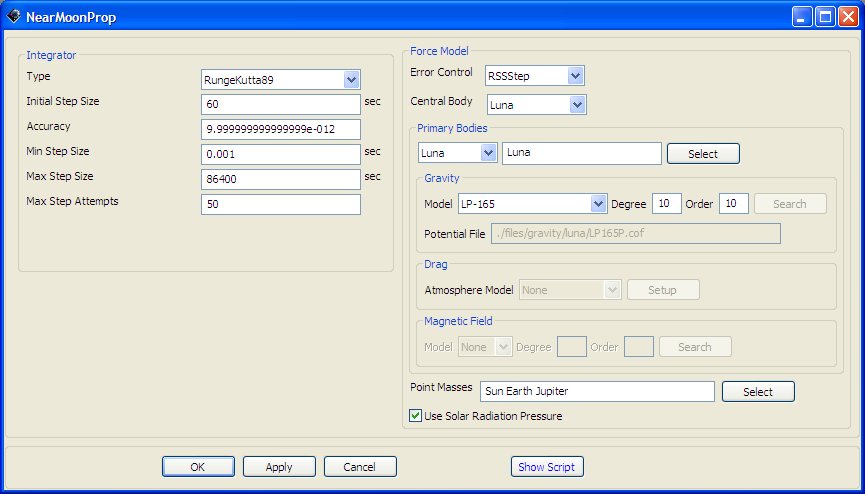 NearMoonProp
Integrator
Type RungeKutta89
Initial Step Size 60 sec
Accuracy 9.999999999999999e-012
Min Step Size 0.001 sec
Max Step Size 86400 sec
Max Step Attempts 50
Force Model
Error Control RSSStep
Central Body Luna
Primary Bodies
Luna Luna Select
Gravity
Model LP-165 Degree 10 Order 10 Search
Potential File ./files/gravity/luna/LP165P.cof
Drag
Atmosphere Model None Setup
Magnetic Field
Model None Degree Order Search
Point Masses Sun Earth Jupiter Select
Use Solar Radiation Pressure
OK Apply Cancel Show Script